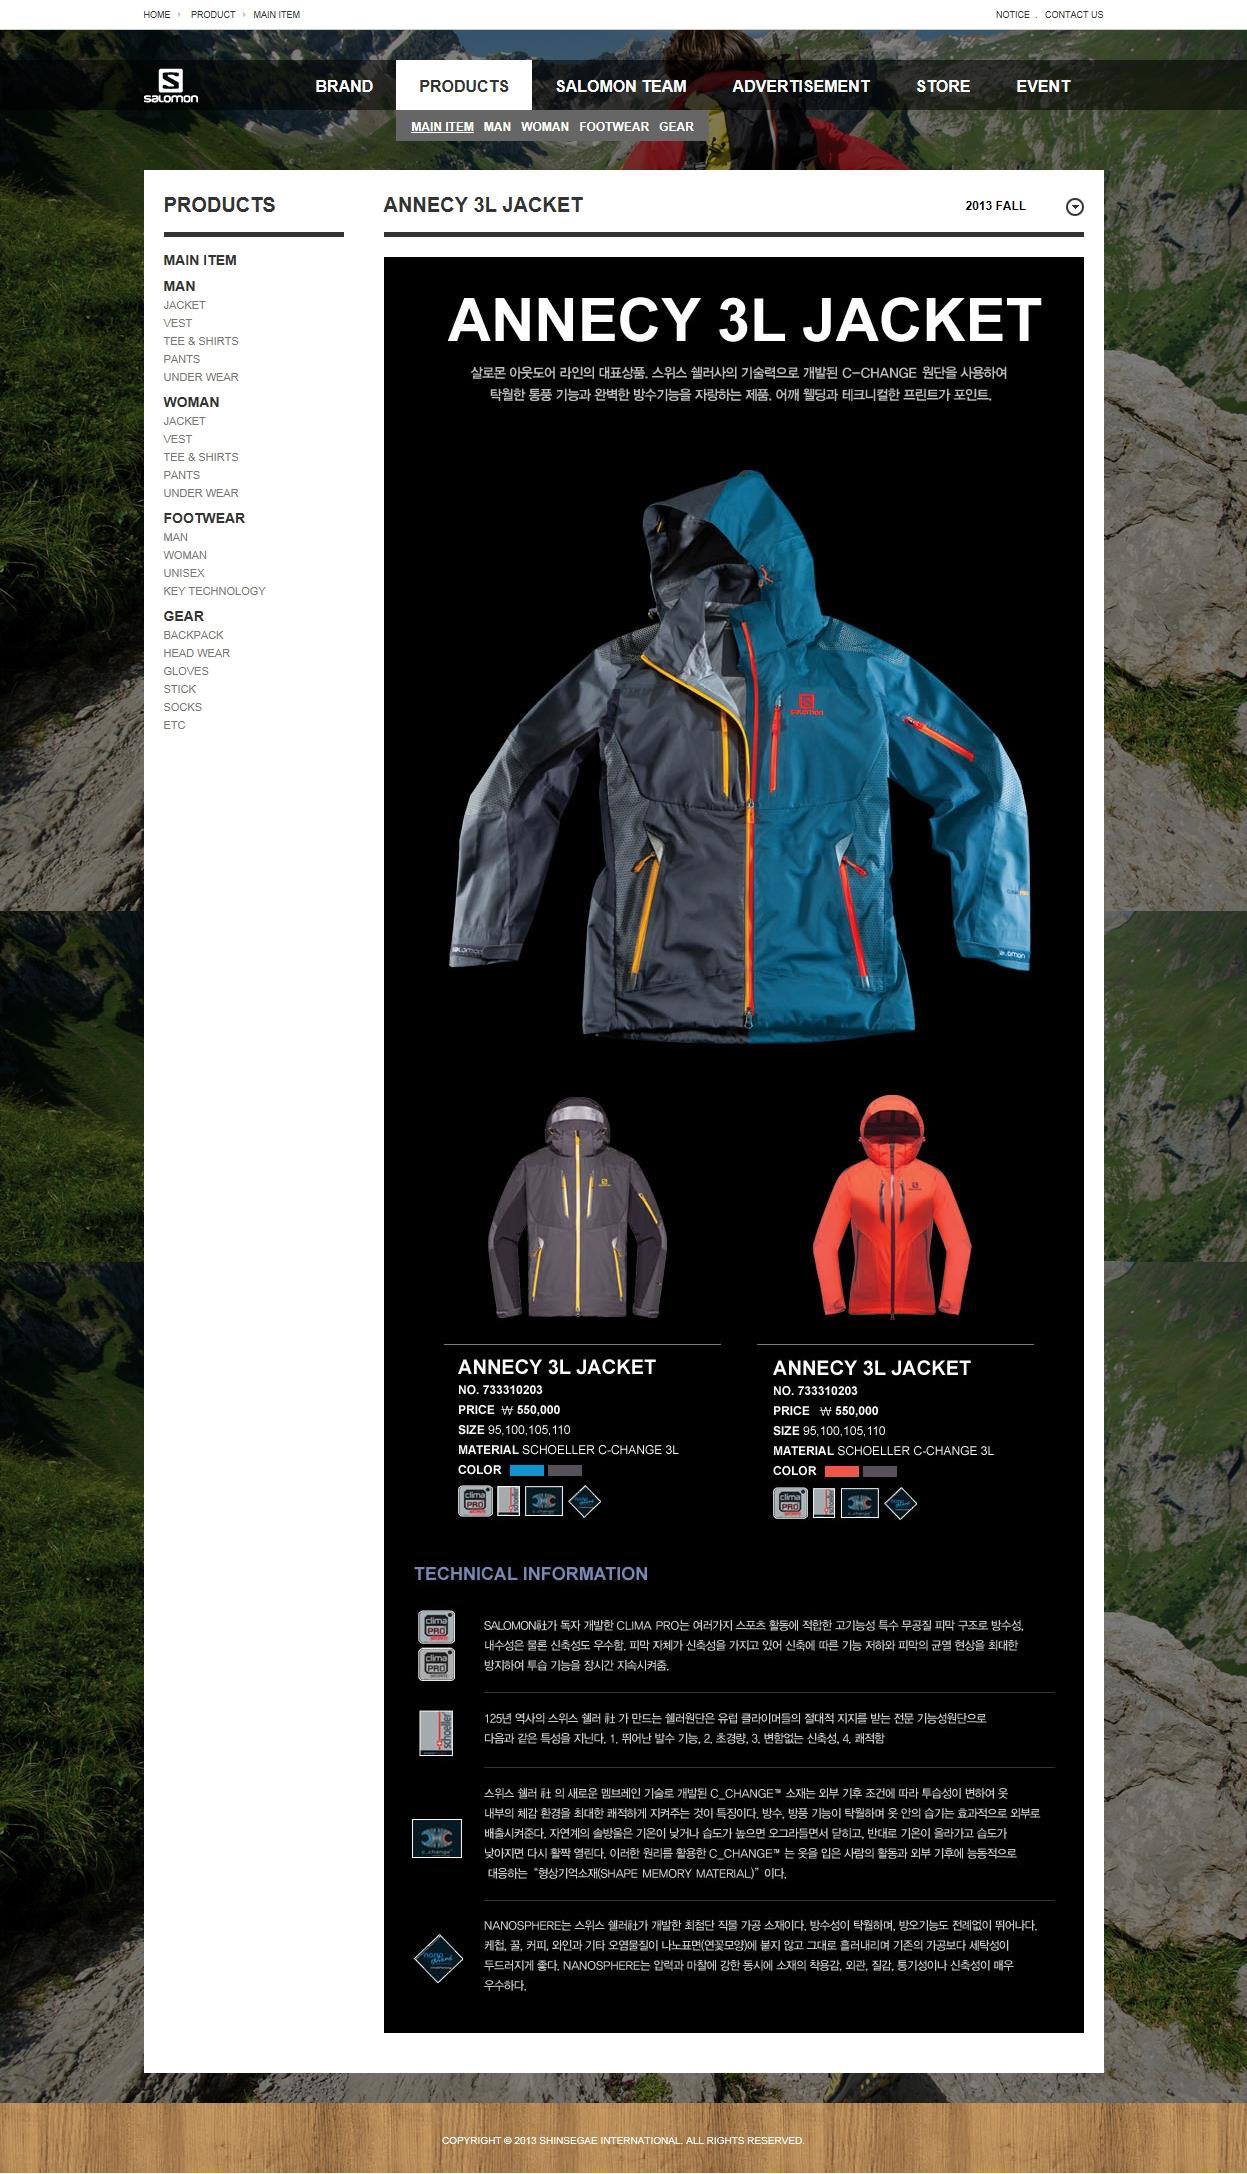 HOME PRODUCT MAIN ITEM
NOTICE . CONTACT US
salomon
BRAND PRODUCTS SALOMON TEAM ADVERTISEMENT STORE EVENT
MAIN ITEM MAN WOMAN FOOTWEAR GEAR
PRODUCTS
MAIN ITEM
MAN
JACKET
VEST
TEE & SHIRTS
PANTS
UNDER WEAR
WOMAN
JACKET
VEST
TEE & SHIRTS
PANTS
UNDER WEAR
FOOTWEAR
MAN
WOMAN
UNISEX
KEY TECHNOLOGY
GEAR
BACKPACK
HEAD WEAR
GLOVES
STICK
SOCKS
ETC
ANNECY 3L JACKET
2013 FALL
ANNECY 3L JACKET
살로몬 아웃도어 라인의 대표상품. 스위스 쉘러사의 기술력으로 개발된 C-CHANGE 원단을 사용하여
탁월한 통풍 기능과 완벽한 방수기능을 자랑하는 제품. 어깨 웰딩과 테크니컬한 프린트가 포인트.
salomon
salomon
salomon
ANNECY 3L JACKET
NO. 733310203
PRICE ₩ 550,000
SIZE 95,100,105,110
MATERIAL SCHOELLER C-CHANGE 3L
COLOR
clima PRO
schoeller
ANNECY 3L JACKET
NO. 733310203
PRICE ₩ 550,000
SIZE 95,100,105,110
MATERIAL SCHOELLER C-CHANGE 3L
COLOR
clima PRO
schoeller
TECHNICAL INFORMATION
clima PRO
clima PRO
SALOMON社가 독자 개발한 CLIMA PRO는 여러가지 스포츠 활동에 적합한 고기능성 특수 무공질 피막 구조로 방수성,
내수성은 물론 신축성도 우수함. 피막 자체가 신축성을 가지고 있어 신축에 따른 기능 저하와 피막의 균열 현상을 최대한
방지하여 투습 기능을 장시간 지속시켜줌.
schoeller
125년 역사의 스위스 쉘러 社 가 만드는 쉘러원단은 유럽 클라이머들의 절대적 지지를 받는 전문 기능성원단으로
다음과 같은 특성을 지닌다. 1. 뛰어난 발수 기능, 2. 초경량, 3. 변함없는 신축성, 4. 쾌적함
c_change
스위스 쉘러 社 의 새로운 멤브레인 기술로 개발된 C_CHANGE™ 소재는 외부 기후 조건에 따라 투습성이 변하여 옷
내부의 체감 환경을 최대한 쾌적하게 지켜주는 것이 특징이다. 방수, 방풍 기능이 탁월하며 옷 안의 습기는 효과적으로 외부로
배출시켜준다. 자연계의 솔방울은 기온이 낮거나 습도가 높으면 오그라들면서 닫히고, 반대로 기온이 올라가고 습도가
낮아지면 다시 활짝 열린다. 이러한 원리를 활용한 C_CHANGE™ 는 옷을 입은 사람의 활동과 외부 기후에 능동적으로
대응하는 “형상기억소재(SHAPE MEMORY MATERIAL)” 이다.
nano sphere
NANOSPHERE는 스위스 쉘러社가 개발한 최첨단 직물 가공 소재이다. 방수성이 탁월하며, 방오기능도 전례없이 뛰어나다.
케첩, 꿀, 커피, 와인과 기타 오염물질이 나노표면(연꽃모양)에 붙지 않고 그대로 흘러내리며 기존의 가공보다 세탁성이
두드러지게 좋다. NANOSPHERE는 압력과 마찰에 강한 동시에 소재의 착용감, 외관, 질감, 통기성이나 신축성이 매우
우수하다.
COPYRIGHT © 2013 SHINSEGAE INTERNATIONAL. ALL RIGHTS RESERVED.